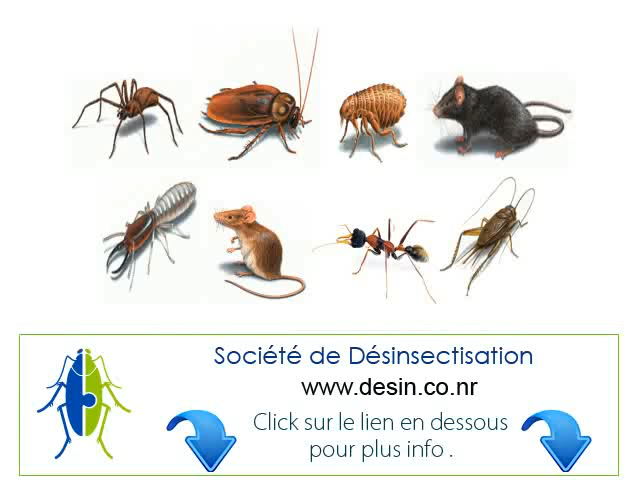 Société de Désinsectisation
www.desin.co.nr
Click sur le lien en dessous
pour plus info .